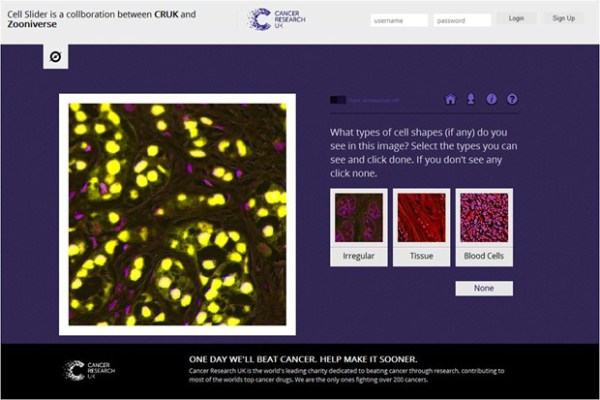 Cell Slider is a collboration between CRUK and
Zooniverse
CANCER
RESEARCH
UK
username
password
Login
Sign Up
What types of cell shapes (if any) do you
see in this image? Select the types you can
see and click done. If you don't see any
click none.
Irregular
Tissue
Blood Cells
None
CANCER
RESEARCH
UK
ONE DAY WE'LL BEAT CANCER. HELP MAKE IT SOONER.
Cancer Research UK is the world's leading charity dedicated to beating cancer through research, contributing to
most of the worlds top cancer drugs. We are the only ones fighting over 200 cancers.